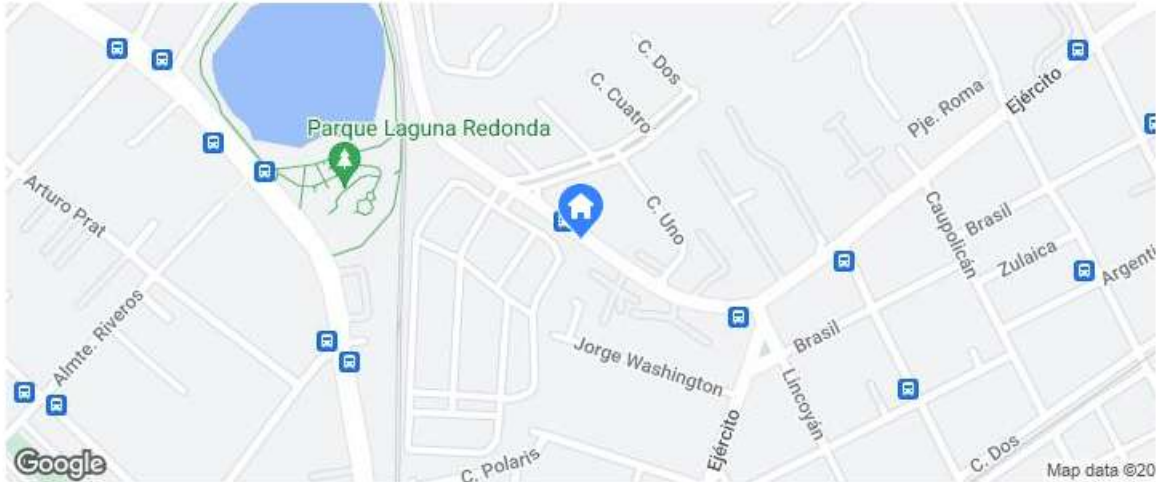 C. Dos
C. Cuatro
Pje. Roma
Ejército
Parque Laguna Redonda
Arturo Prat
C. Uno
Caupolicán
Brasil
Zulaica
Argenti
Almte. Riveros
Jorge Washington
Brasil
Lincoyán
Ejército
C. Polaris
C. Dos
Google
Map data ©20